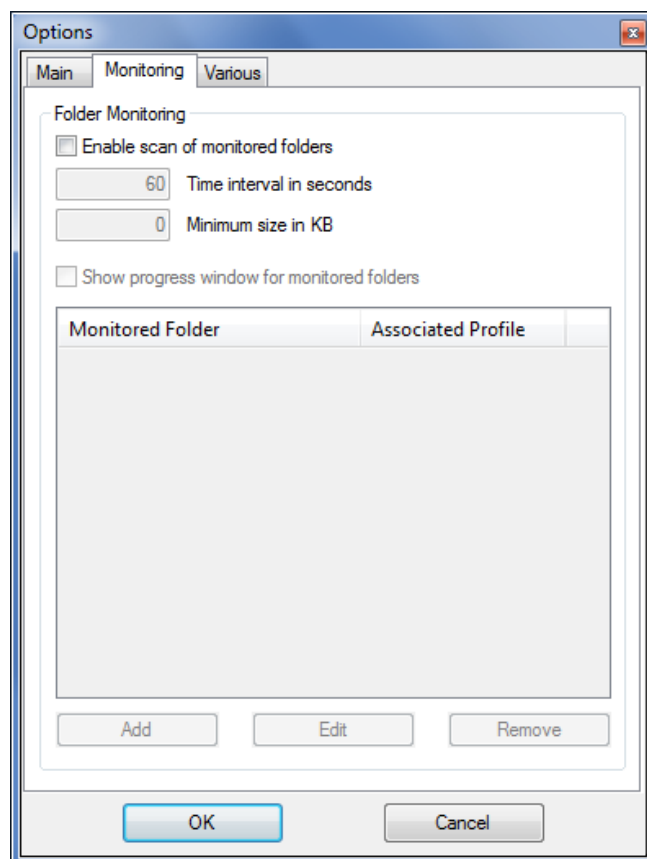 Options
Main Monitoring Various
Folder Monitoring
Enable scan of monitored folders
60 Time interval in seconds
0 Minimum size in KB
Show progress window for monitored folders
Monitored Folder Associated Profile
Add Edit Remove
OK Cancel